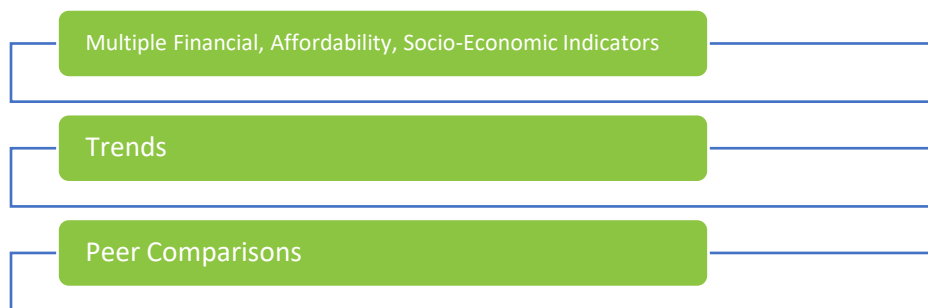 Multiple Financial, Affordability, Socio-Economic Indicators
Trends
Peer Comparisons